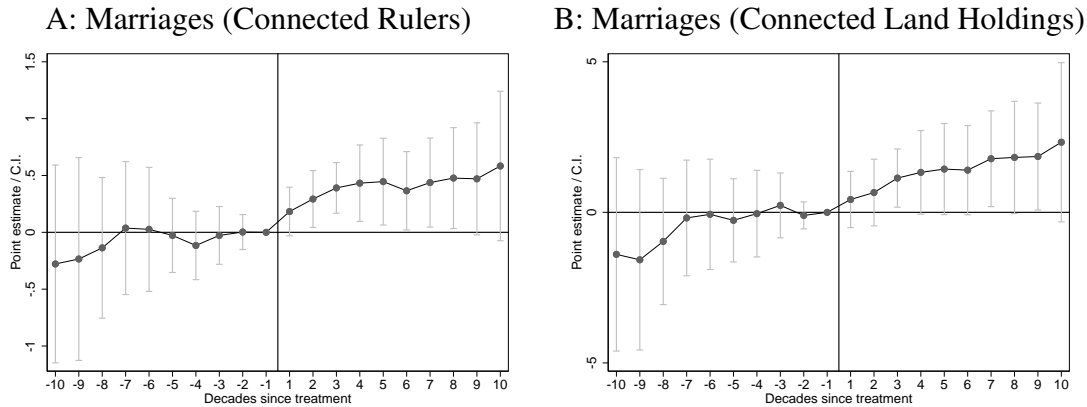 A: Marriages (Connected Rulers)
1.5
1
.5
0
-.5
-1
Point estimate / C.I.
-10 -9 -8 -7 -6 -5 -4 -3 -2 -1 1 2 3 4 5 6 7 8 9 10
Decades since treatment
B: Marriages (Connected Land Holdings)
5
0
-5
Point estimate / C.I.
-10 -9 -8 -7 -6 -5 -4 -3 -2 -1 1 2 3 4 5 6 7 8 9 10
Decades since treatment